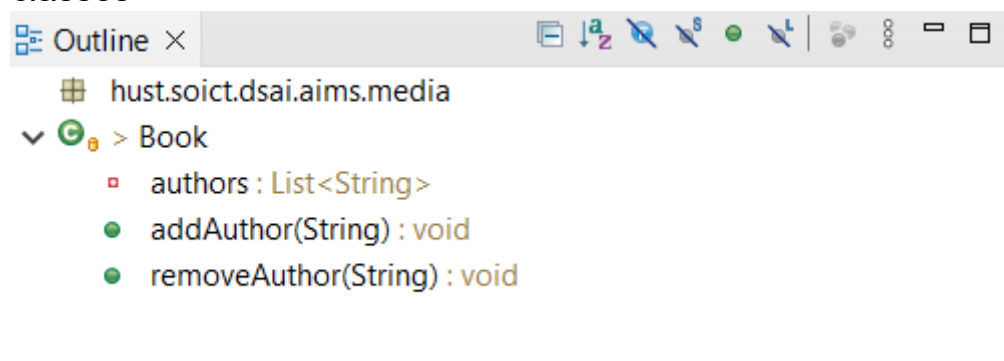 Outline
hust.soict.dsai.aims.media
> Book
authors : List<String>
addAuthor(String) : void
removeAuthor(String) : void